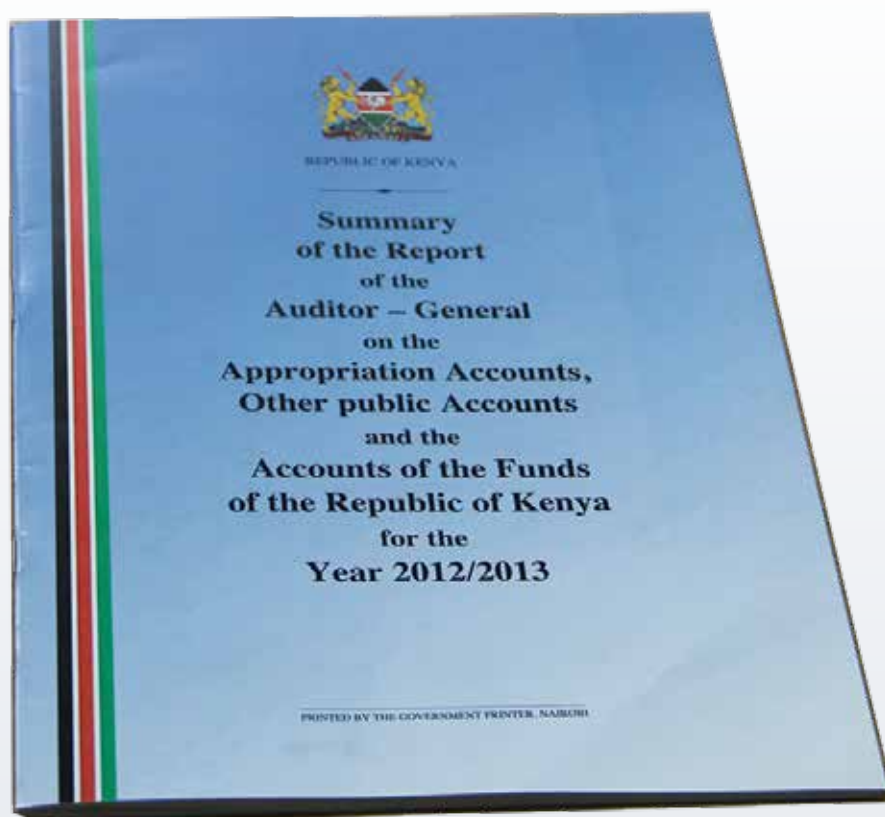 REPUBLIC OF KENYA
Summary
of the Report
of the
Auditor – General
on the
Appropriation Accounts,
Other public Accounts
and the
Accounts of the Funds
of the Republic of Kenya
for the
Year 2012/2013
PRINTED BY THE GOVERNMENT PRINTER, NAIROBI